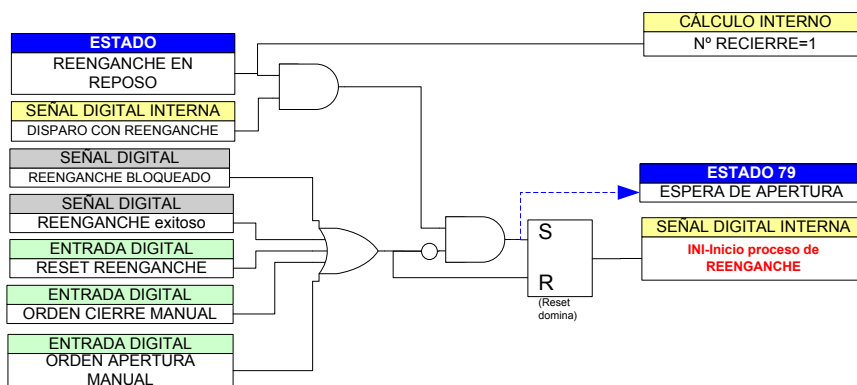 ESTADO
REENGANCHE EN
REPOSO
SEÑAL DIGITAL INTERNA
DISPARO CON REENGANCHE
SEÑAL DIGITAL
REENGANCHE BLOQUEADO
SEÑAL DIGITAL
REENGANCHE exitoso
ENTRADA DIGITAL
RESET REENGANCHE
ENTRADA DIGITAL
ORDEN CIERRE MANUAL
ENTRADA DIGITAL
ORDEN APERTURA
MANUAL
S
R
(Reset
domina)
CÁLCULO INTERNO
Nº RECIERRE=1
ESTADO 79
ESPERA DE APERTURA
SEÑAL DIGITAL INTERNA
INI-Inicio proceso de
REENGANCHE